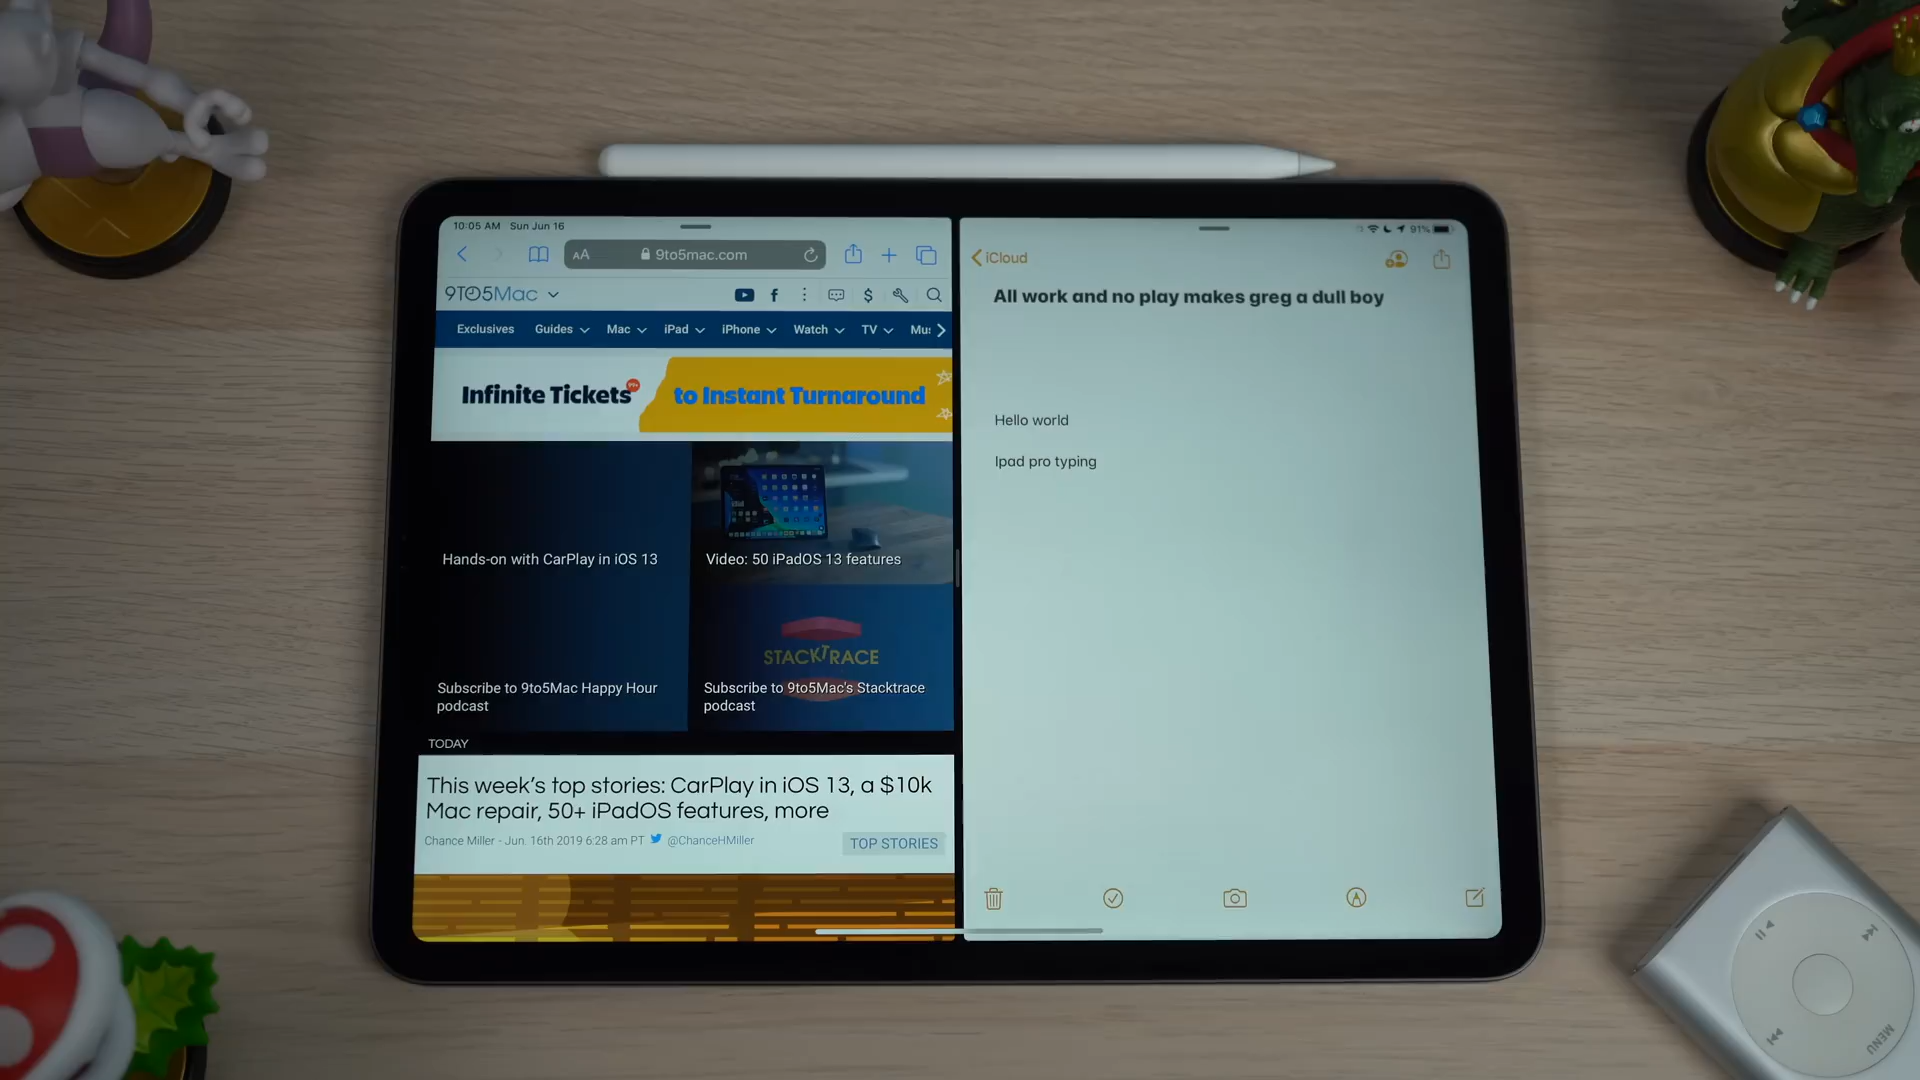 10:05 AM Sun Jun 16
AA 9to5mac.com
9TO5Mac
$
Exclusives Guides Mac iPad iPhone Watch TV Mu
Infinite Tickets 99+ to Instant Turnaround
Hands-on with CarPlay in iOS 13
Video: 50 iPadOS 13 features
STACKTRACE
Subscribe to 9to5Mac Happy Hour
podcast
Subscribe to 9to5Mac's Stacktrace
podcast
TODAY
This week's top stories: CarPlay in iOS 13, a $10k
Mac repair, 50+ iPadOS features, more
Chance Miller - Jun. 16th 2019 6:28 am PT @ChanceHMiller
TOP STORIES
91%
iCloud
All work and no play makes greg a dull boy
Hello world
Ipad pro typing
MENU